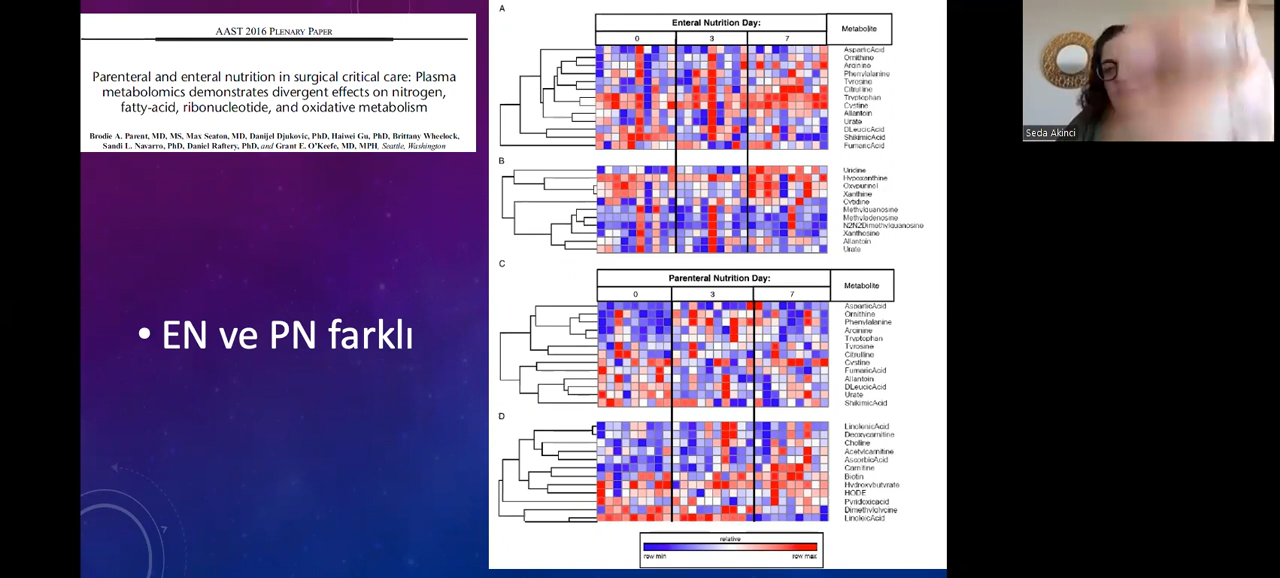 AAST 2016 PLENARY PAPER
Parenteral and enteral nutrition in surgical critical care: Plasma
metabolomics demonstrates divergent effects on nitrogen,
fatty-acid, ribonucleotide, and oxidative metabolism
Brodie A. Parent, MD, MS, Max Seaton, MD, Danijel Djukovic, PhD, Haiwei Gu, PhD, Brittany Wheelock,
Sandi L. Navarro, PhD, Daniel Raftery, PhD, and Grant E. O'Keefe, MD, MPH, Seattle, Washington
• EN ve PN farklı
7
A
Enteral Nutrition Day:
Metabolite
0 3 7
AsparticAcid
Ornithine
Arginine
Phenylalanine
Tyrosine
Citrulline
Tryptophan
Cystine
Allantoin
Urate
DLeucicAcid
ShikimicAcid
FumaricAcid
B
Uridine
Hypoxanthine
Oxypurinol
Xanthine
Cytidine
Methylguanosine
Methyladenosine
N2N2Dimethylguanosine
Xanthosine
Allantoin
Urate
C
Parenteral Nutrition Day:
Metabolite
0 3 7
AsparticAcid
Ornithine
Phenylalanine
Arginine
Tryptophan
Tyrosine
Citrulline
Cystine
FumaricAcid
Allantoin
DLeucicAcid
Urate
ShikimicAcid
D
LinolenicAcid
Deoxycarnitine
Choline
Acetylcarnitine
AscorbicAcid
Carnitine
Biotin
Hydroxybutyrate
HODE
Pyridoxicacid
Dimethylglycine
LinoleicAcid
relative
row min row max
Seda Akinci